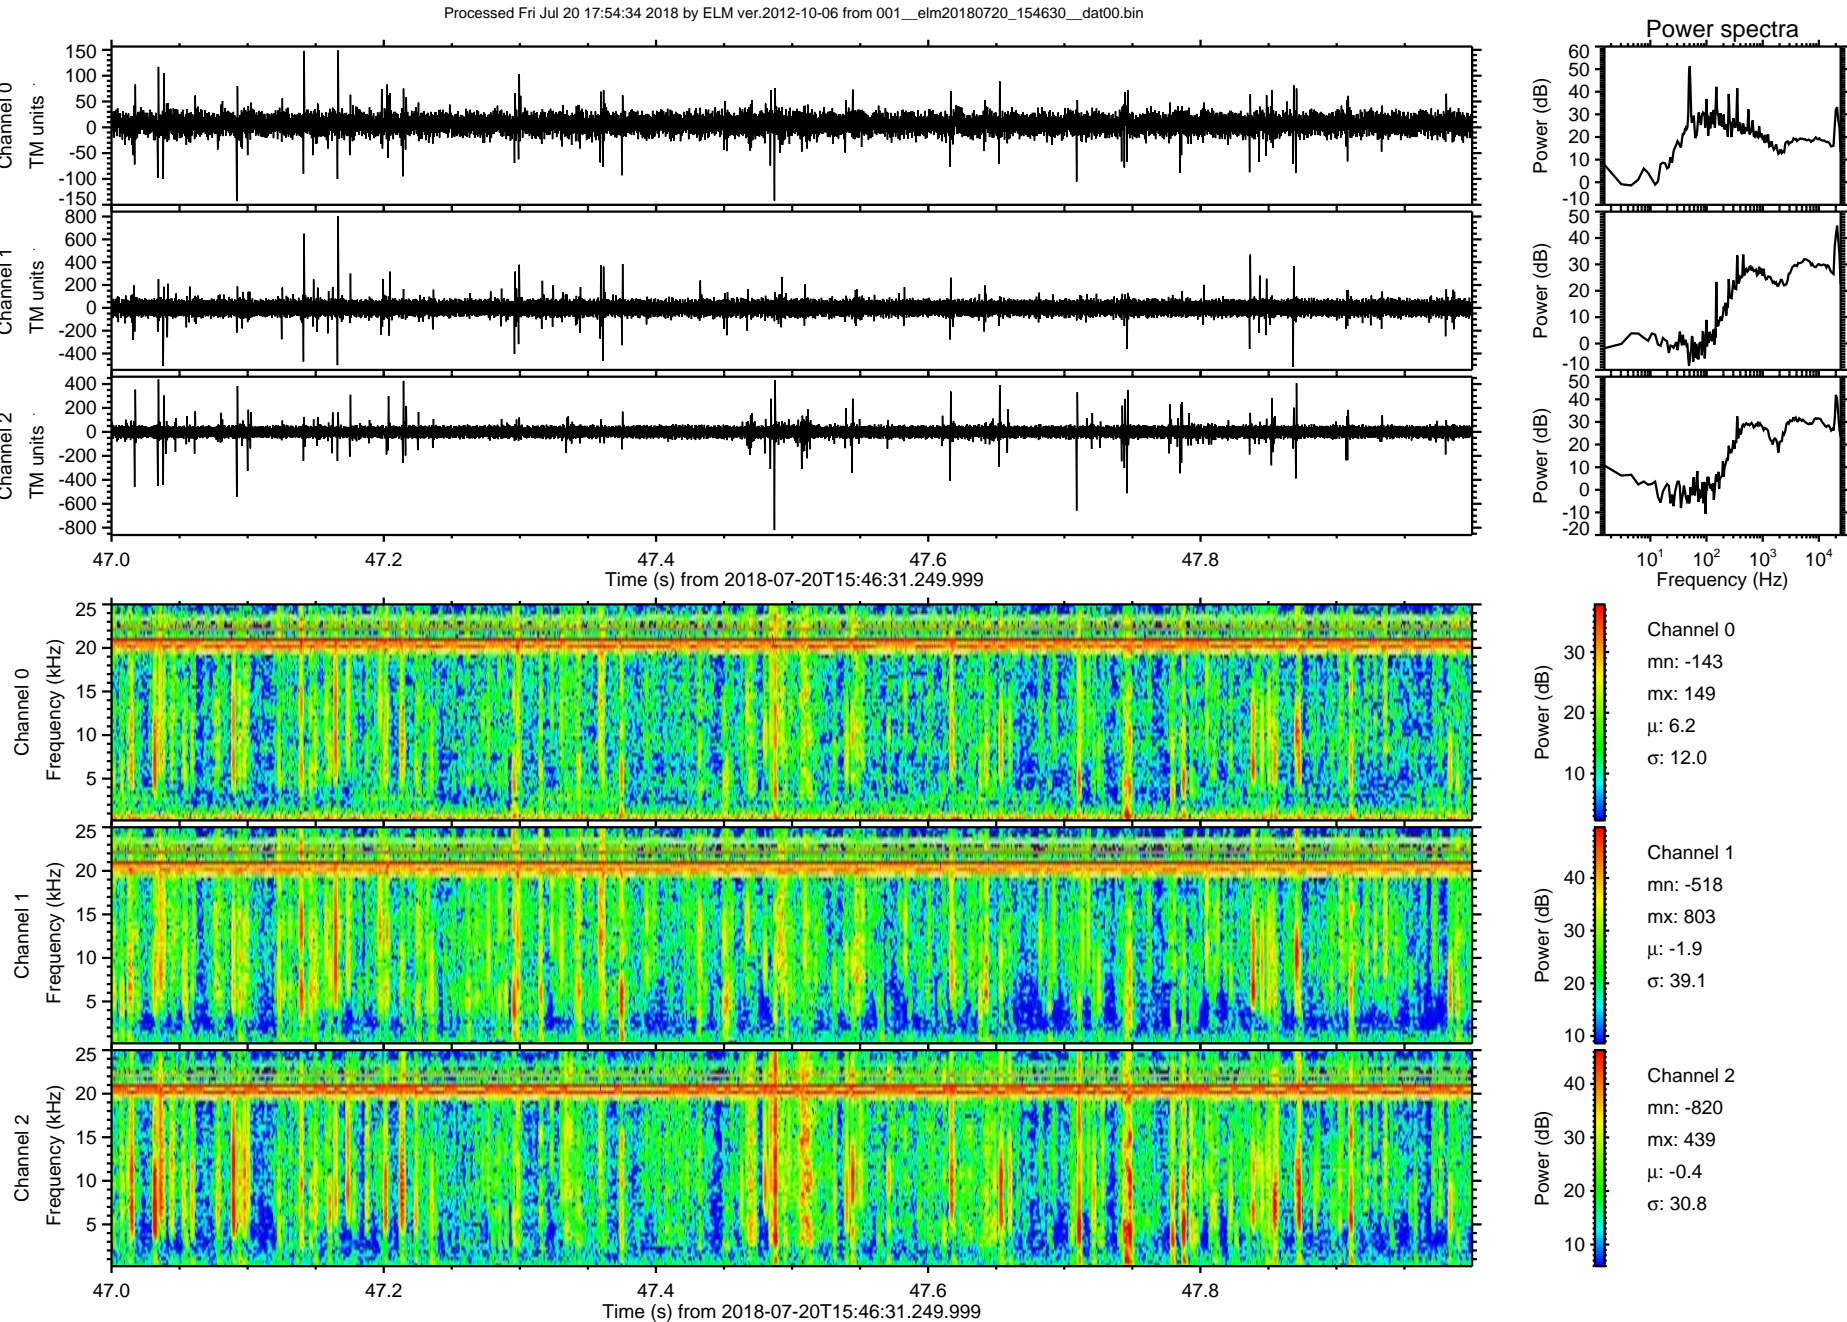 Processed Fri Jul 20 17:54:34 2018 by ELM ver.2012-10-06 from 001__elm20180720_154630__dat00.bin
Power spectra
Channel 0
TM units
150
100
50
0
-50
-100
-150
Power (dB)
60
50
40
30
20
10
0
-10
Channel 1
TM units
800
600
400
200
0
-200
-400
Power (dB)
50
40
30
20
10
0
-10
Channel 2
TM units
400
200
0
-200
-400
-600
-800
Power (dB)
50
40
30
20
10
0
-10
-20
47.0 47.2 47.4 47.6 47.8
Time (s) from 2018-07-20T15:46:31.249.999
10¹ 10² 10³ 10⁴
Frequency (Hz)
Channel 0
Frequency (kHz)
25
20
15
10
5
Power (dB)
30
20
10
Channel 0
mn: -143
mx: 149
µ: 6.2
σ: 12.0
Channel 1
Frequency (kHz)
25
20
15
10
5
Power (dB)
40
30
20
10
Channel 1
mn: -518
mx: 803
µ: -1.9
σ: 39.1
Channel 2
Frequency (kHz)
25
20
15
10
5
Power (dB)
40
30
20
10
Channel 2
mn: -820
mx: 439
µ: -0.4
σ: 30.8
47.0 47.2 47.4 47.6 47.8
Time (s) from 2018-07-20T15:46:31.249.999